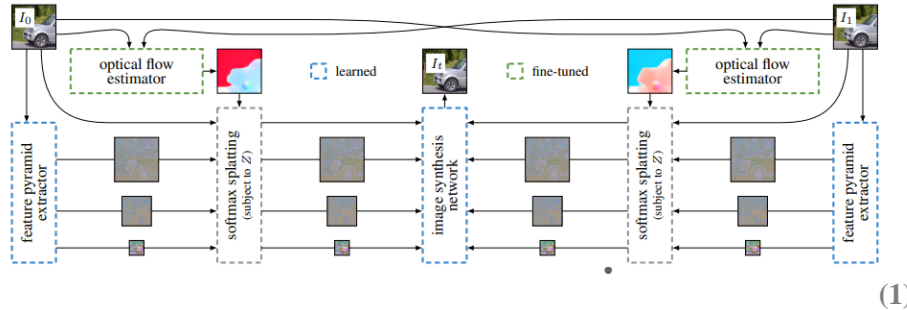 I₀
I₁
optical flow
estimator
learned
Iₜ
fine-tuned
optical flow
estimator
feature pyramid
extractor
softmax splatting
(subject to Z)
image synthesis
network
softmax splatting
(subject to Z)
feature pyramid
extractor
(1)